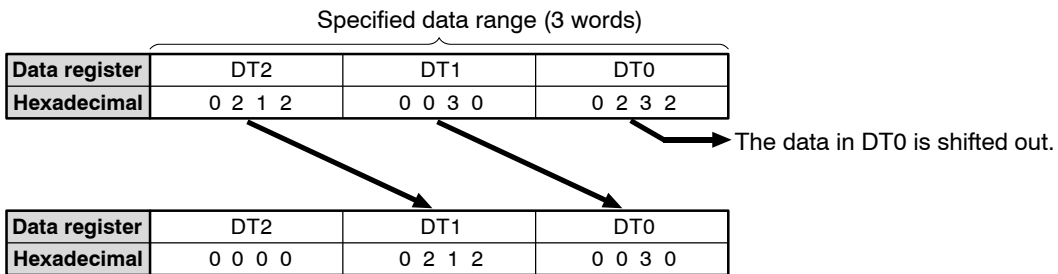 Specified data range (3 words)
Data register DT2 DT1 DT0
Hexadecimal 0 2 1 2 0 0 3 0 0 2 3 2
The data in DT0 is shifted out.
Data register DT2 DT1 DT0
Hexadecimal 0 0 0 0 0 2 1 2 0 0 3 0